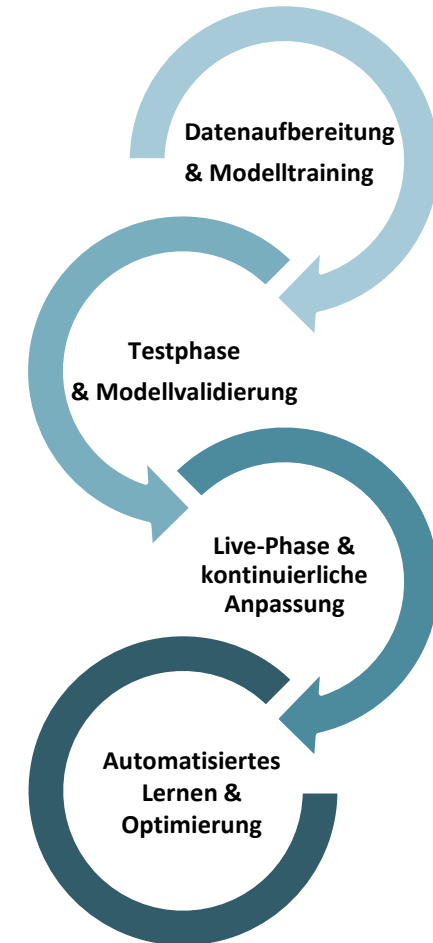 Datenaufbereitung
& Modelltraining
Testphase
& Modellvalidierung
Live-Phase &
kontinuierliche
Anpassung
Automatisiertes
Lernen &
Optimierung